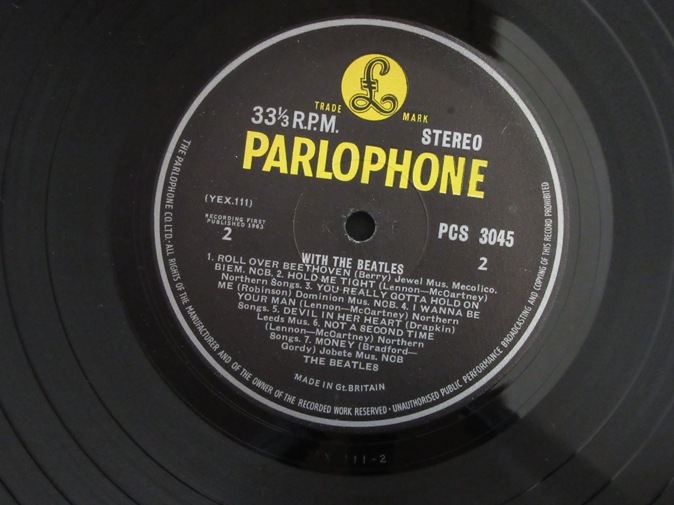 £
TRADE MARK
33⅓ R.P.M.
STEREO
PARLOPHONE
(YEX.111)
RECORDING FIRST
PUBLISHED 1963
2
PCS 3045
2
WITH THE BEATLES
1. ROLL OVER BEETHOVEN (Berry) Jewel Mus. Mecolico.
BIEM. NCB. 2. HOLD ME TIGHT (Lennon—McCartney)
Northern Songs. 3. YOU REALLY GOTTA HOLD ON
ME (Robinson) Dominion Mus. NCB. 4. I WANNA BE
YOUR MAN (Lennon—McCartney) Northern
Songs. 5. DEVIL IN HER HEART (Drapkin)
Leeds Mus. 6. NOT A SECOND TIME
(Lennon—McCartney) Northern
Songs. 7. MONEY (Bradford—
Gordy) Jobete Mus. NCB
THE BEATLES
MADE IN Gt. BRITAIN
THE PARLOPHONE CO. LTD · ALL RIGHTS OF THE MANUFACTURER AND OF THE OWNER OF THE RECORDED WORK RESERVED · UNAUTHORISED PUBLIC PERFORMANCE BROADCASTING AND COPYING OF THIS RECORD PROHIBITED
111-2